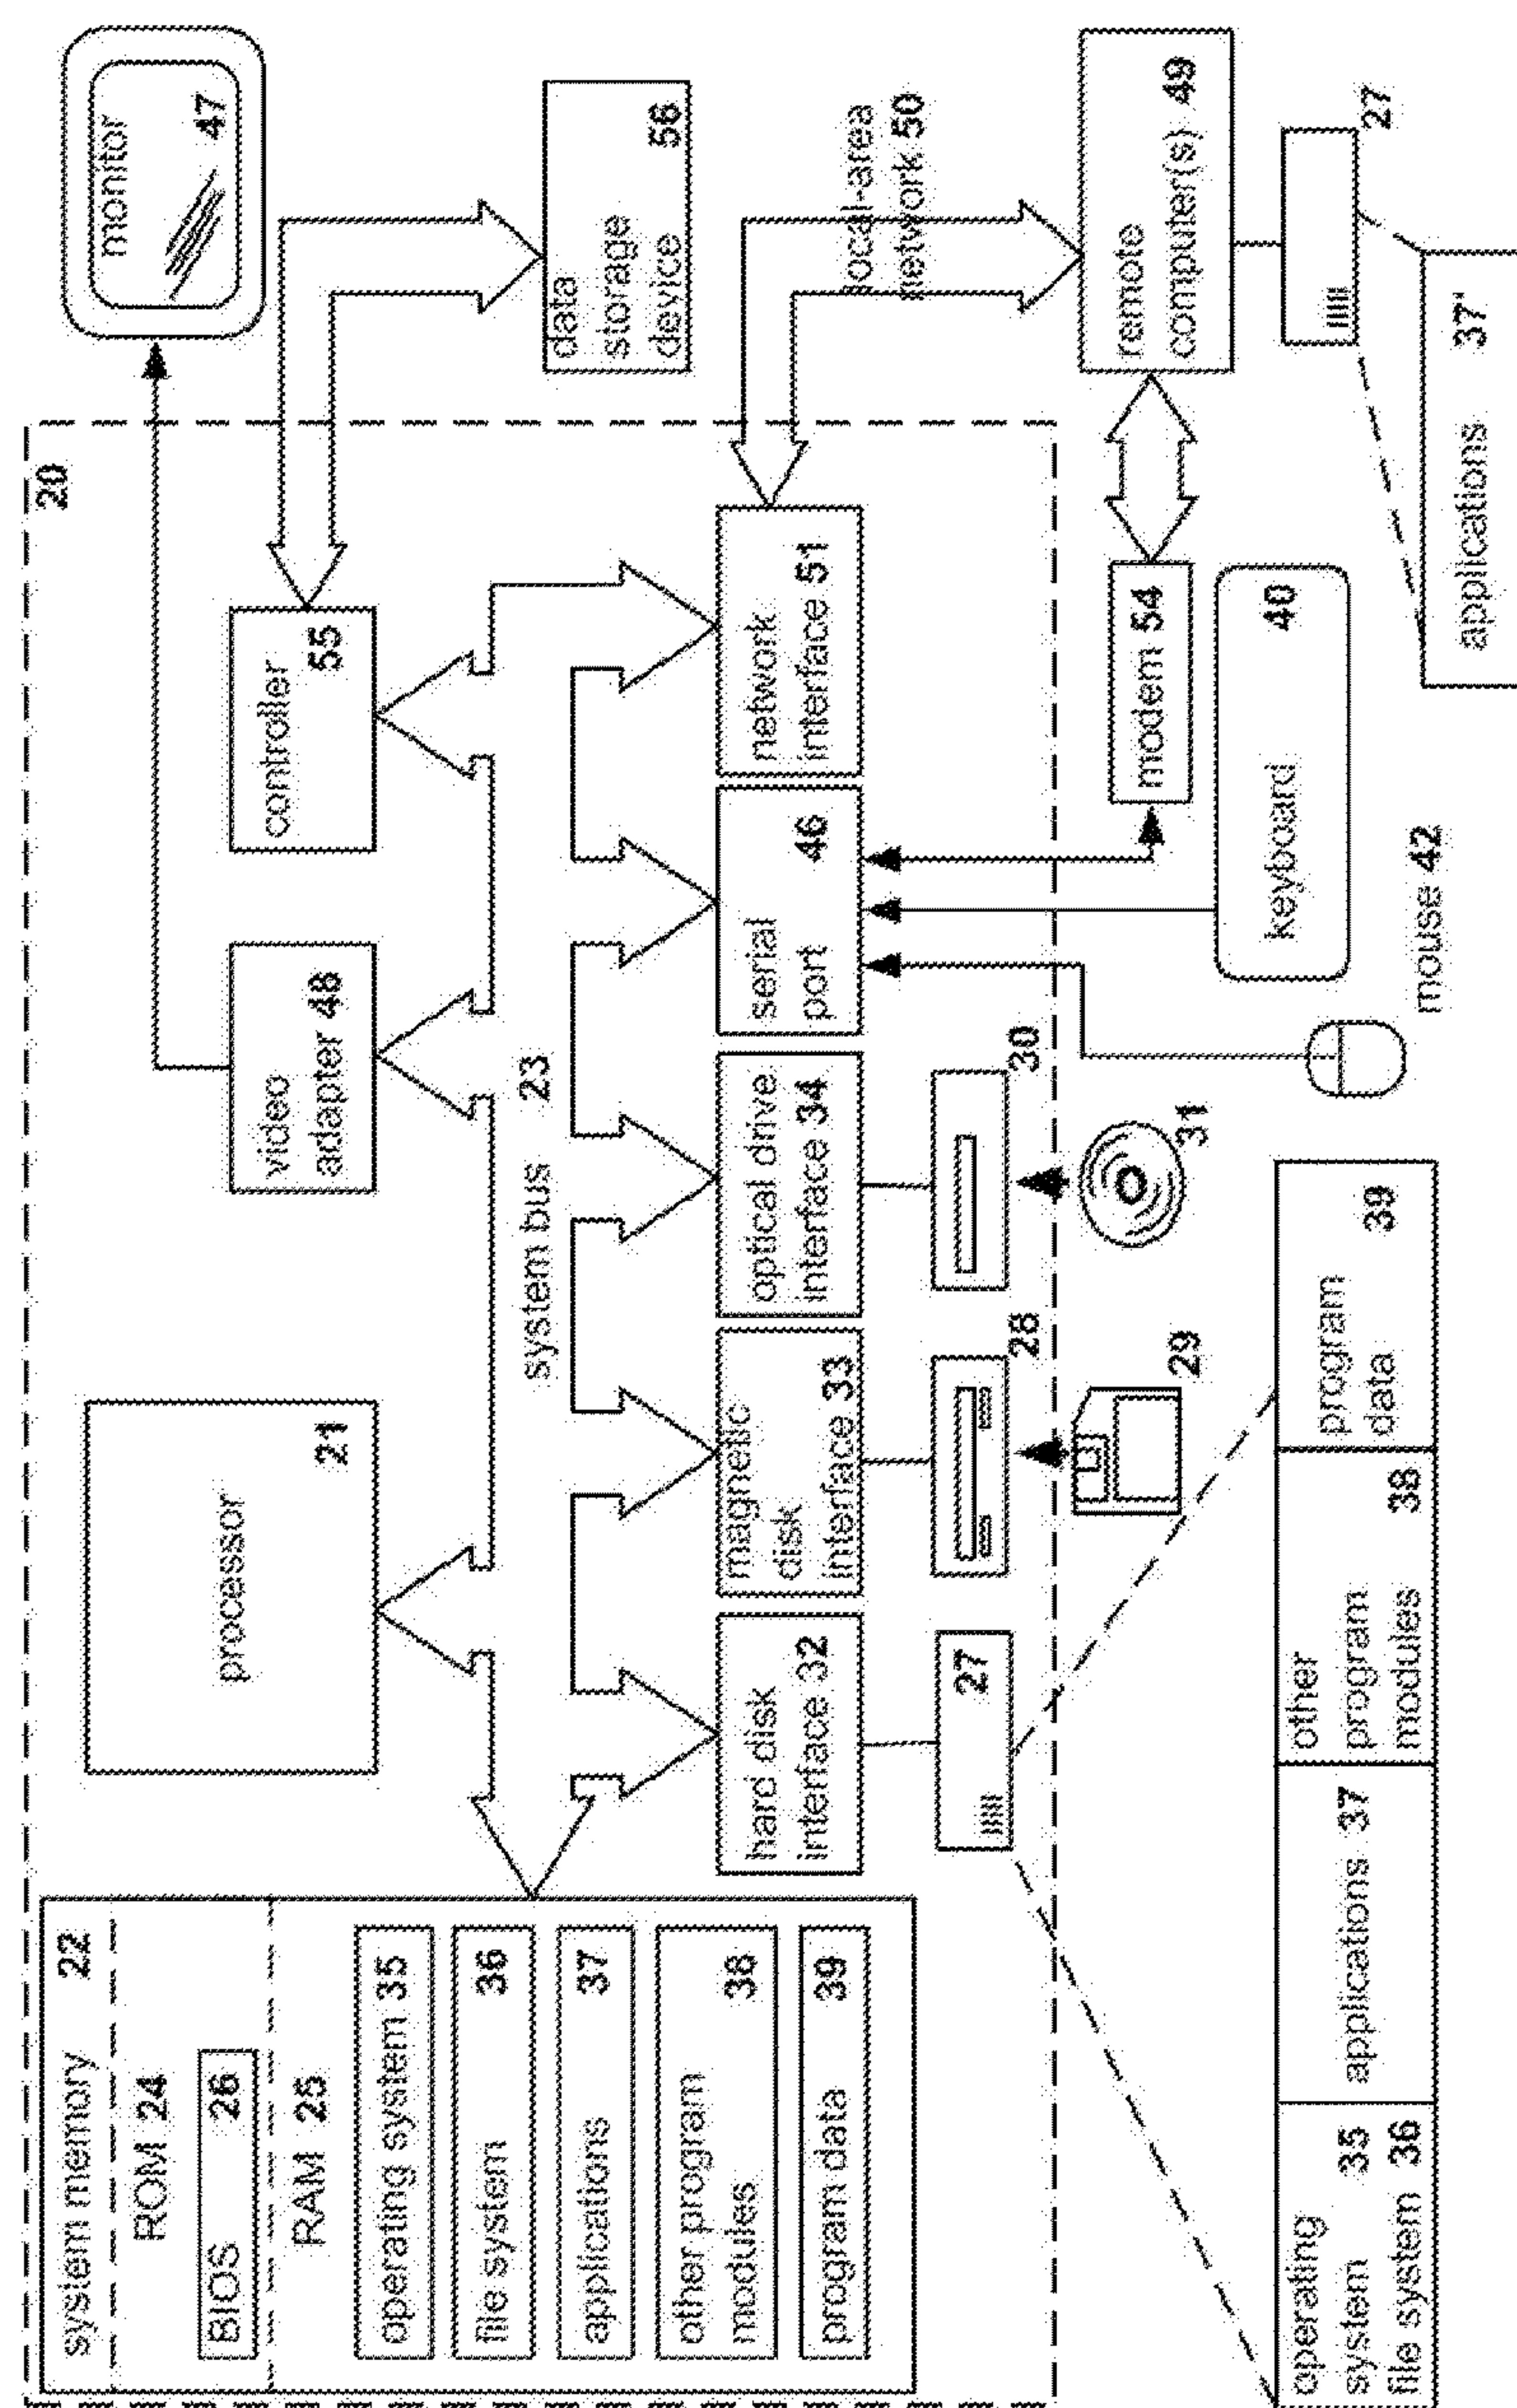 system memory 22
ROM 24
BIOS 26
RAM 25
operating system 35
file system 36
applications 37
other program
modules 38
program data 39
processor
21
video
adapter 48
controller
55
20
monitor
47
system bus 23
data
storage
device 56
hard disk
interface 32
magnetic
disk
interface 33
optical drive
interface 34
serial
port 46
network
interface 51
local-area
network 50
27
28
30
29
31
modem 54
remote
computer(s) 49
keyboard 40
mouse 42
27
applications 37'
operating
system 35
file system 36
applications 37
other
program
modules 38
program
data 39